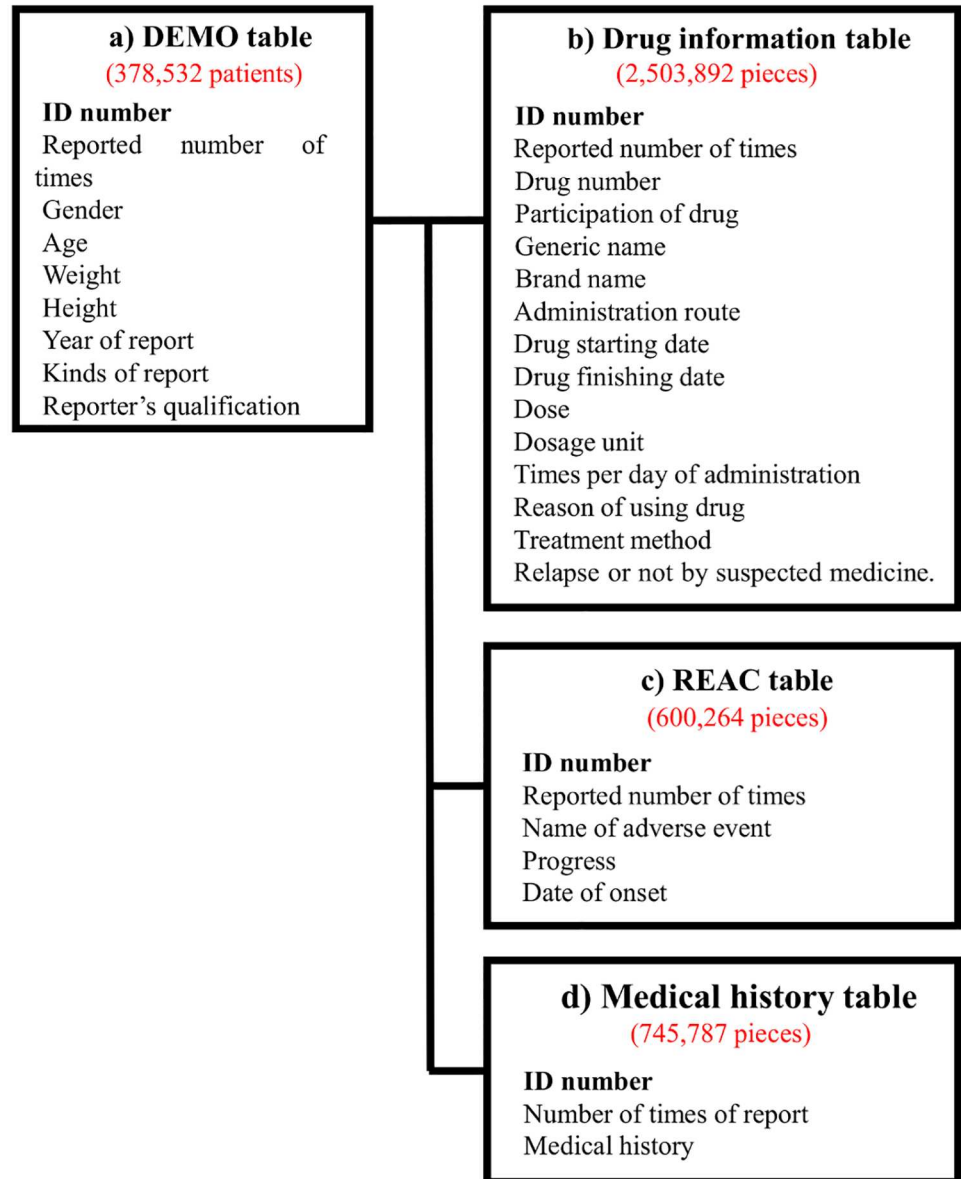 a) DEMO table
(378,532 patients)
ID number
Reported number of
times
Gender
Age
Weight
Height
Year of report
Kinds of report
Reporter’s qualification
b) Drug information table
(2,503,892 pieces)
ID number
Reported number of times
Drug number
Participation of drug
Generic name
Brand name
Administration route
Drug starting date
Drug finishing date
Dose
Dosage unit
Times per day of administration
Reason of using drug
Treatment method
Relapse or not by suspected medicine.
c) REAC table
(600,264 pieces)
ID number
Reported number of times
Name of adverse event
Progress
Date of onset
d) Medical history table
(745,787 pieces)
ID number
Number of times of report
Medical history